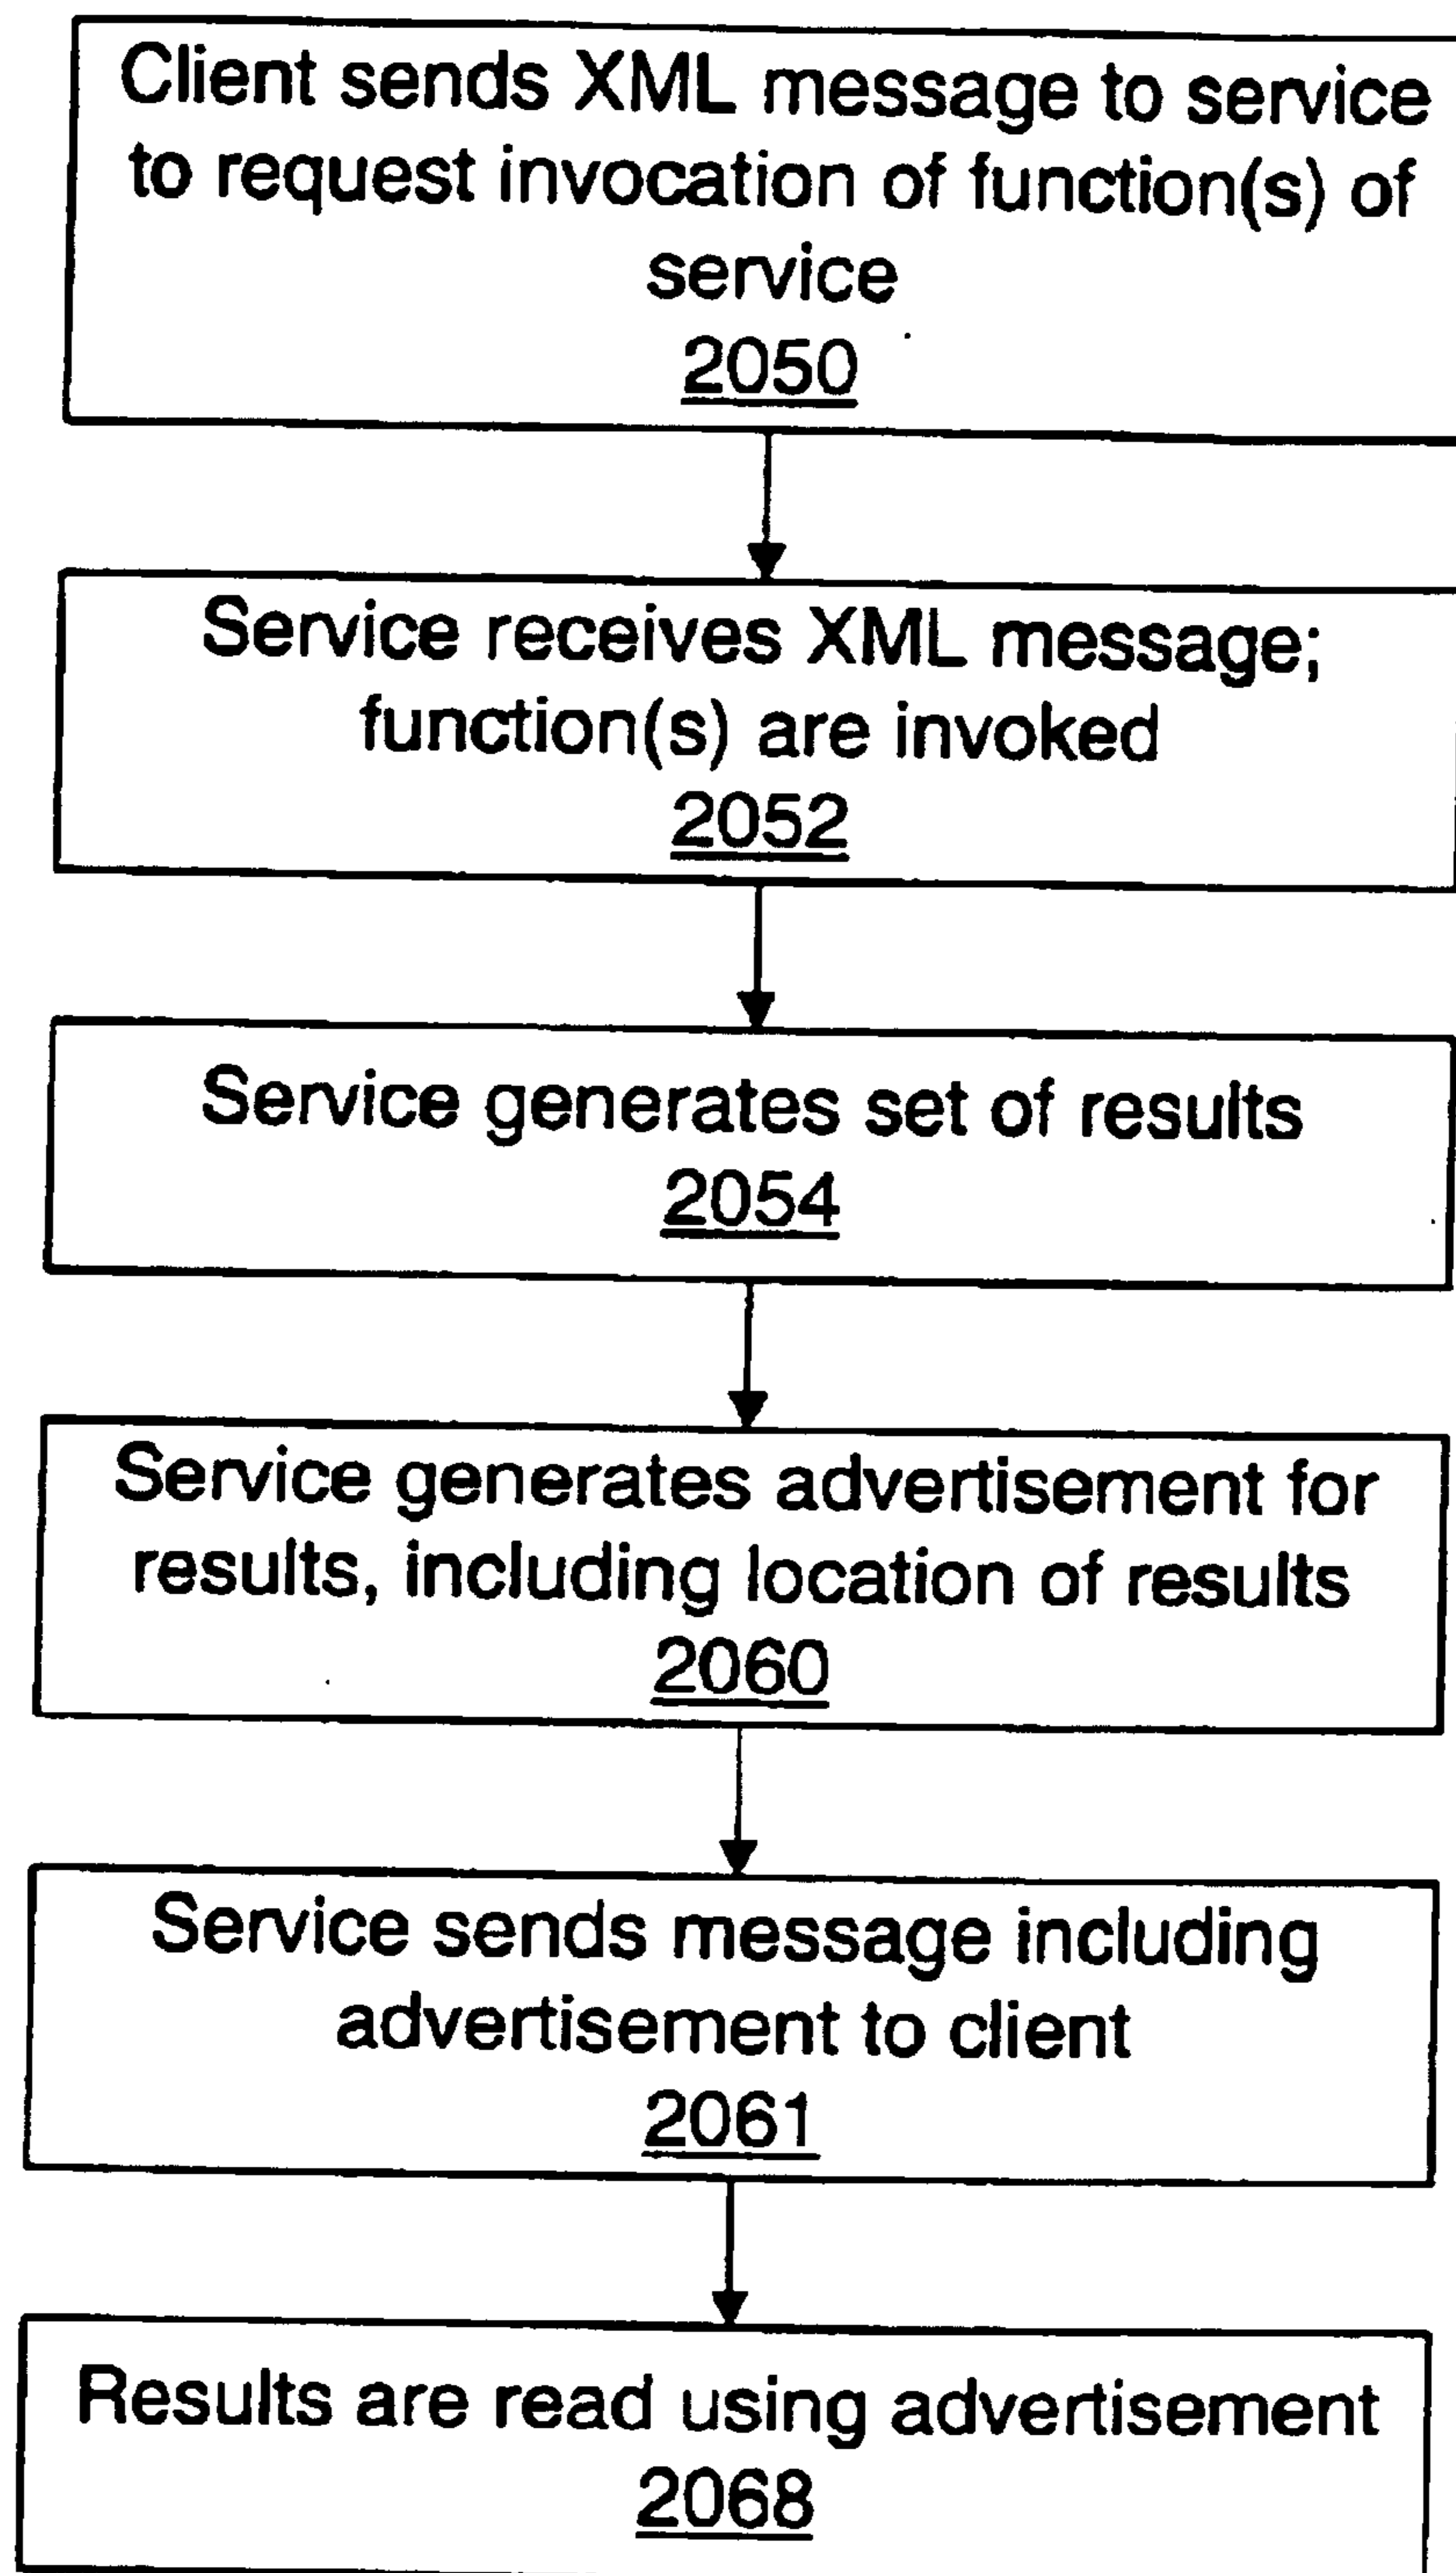 Client sends XML message to service
to request invocation of function(s) of
service
2050
Service receives XML message;
function(s) are invoked
2052
Service generates set of results
2054
Service generates advertisement for
results, including location of results
2060
Service sends message including
advertisement to client
2061
Results are read using advertisement
2068